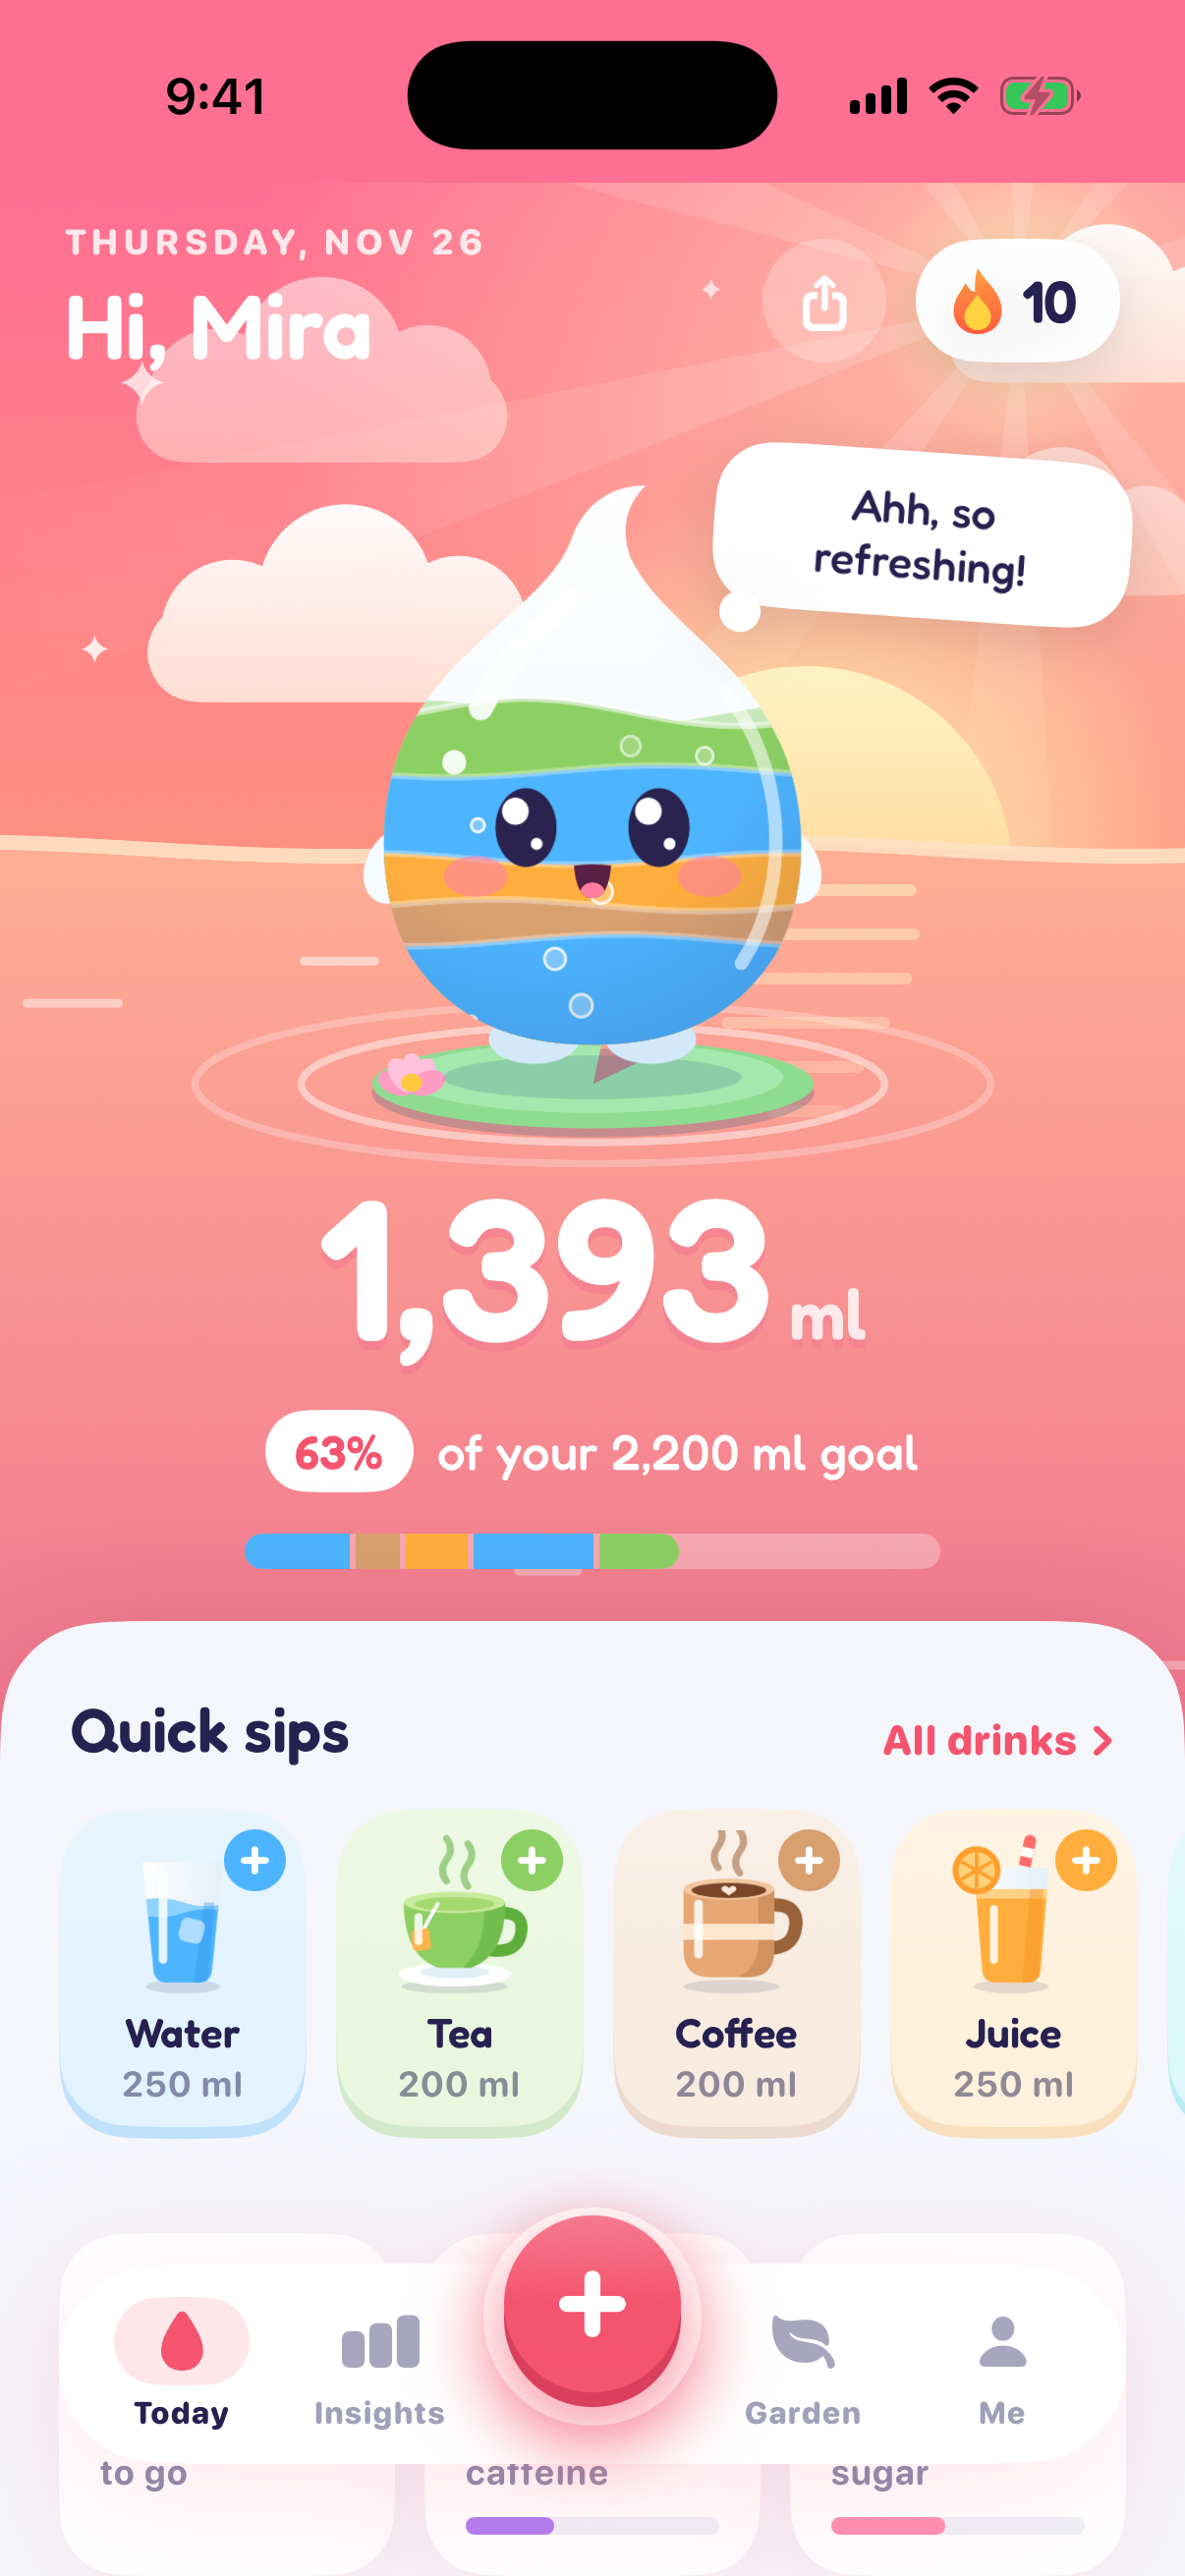 9:41
THURSDAY, NOV 26
Hi, Mira
10
Ahh, so
refreshing!
1,393 ml
63% of your 2,200 ml goal
Quick sips
All drinks
Water
250 ml
Tea
200 ml
Coffee
200 ml
Juice
250 ml
Today
Insights
Garden
Me
to go
caffeine
sugar